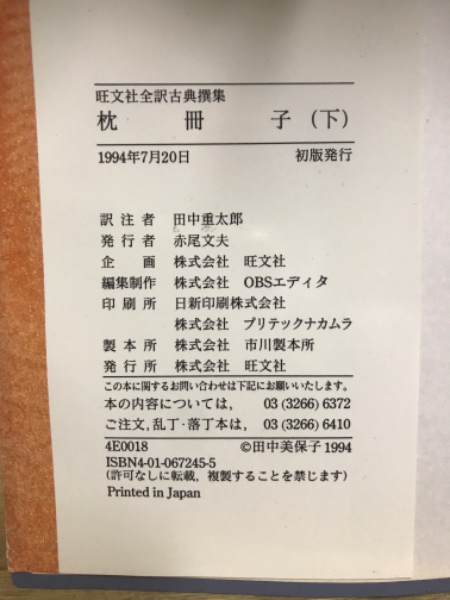 旺文社全訳古典撰集
枕冊子(下)
1994年7月20日 初版発行
訳注者 田中重太郎
発行者 赤尾文夫
企画 株式会社 旺文社
編集制作 株式会社 OBSエディタ
印刷所 日新印刷株式会社
株式会社 プリテックナカムラ
製本所 株式会社 市川製本所
発行所 株式会社 旺文社
この本に関するお問い合わせは下記にお願いいたします。
本の内容については, 03(3266)6372
ご注文,乱丁・落丁本は, 03(3266)6410
4E0018 ©田中美保子1994
ISBN4-01-067245-5
(許可なしに転載,複製することを禁じます)
Printed in Japan